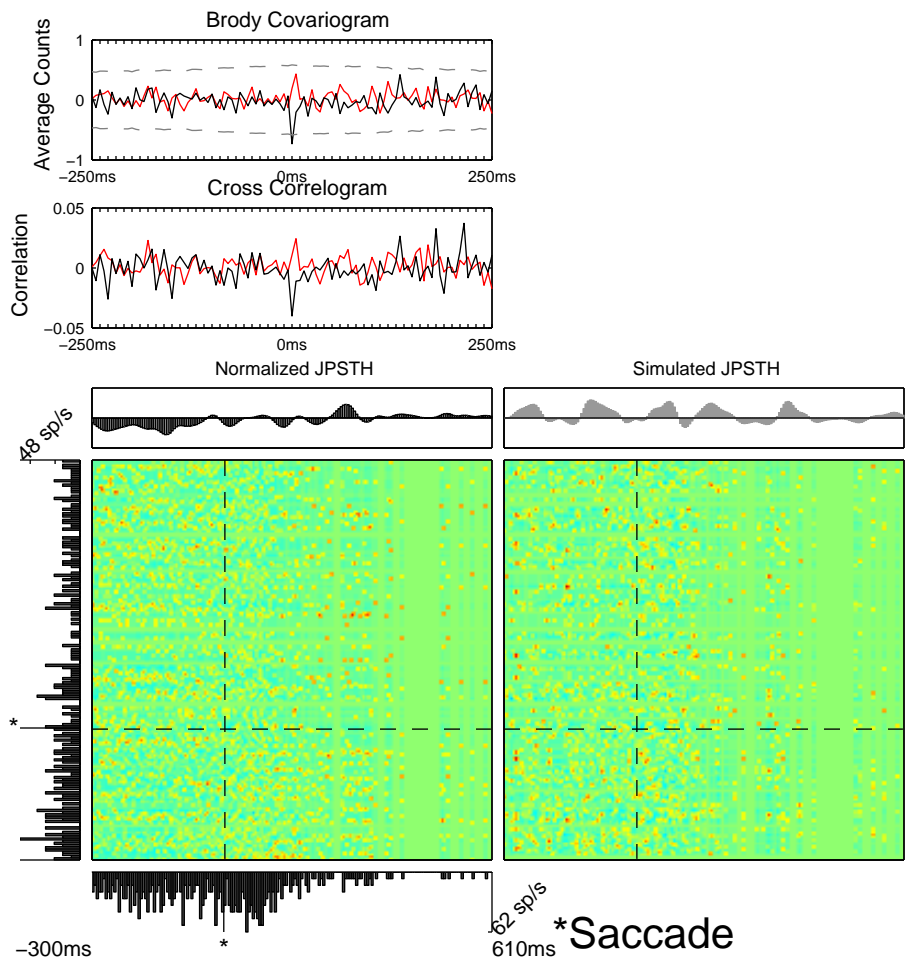 Brody Covariogram
Average Counts
1
0
−1
−250ms
0ms
250ms
Cross Correlogram
Correlation
0.05
0
−0.05
−250ms
0ms
250ms
Normalized JPSTH
Simulated JPSTH
48 sp/s
*
*
62 sp/s
−300ms
610ms
*Saccade